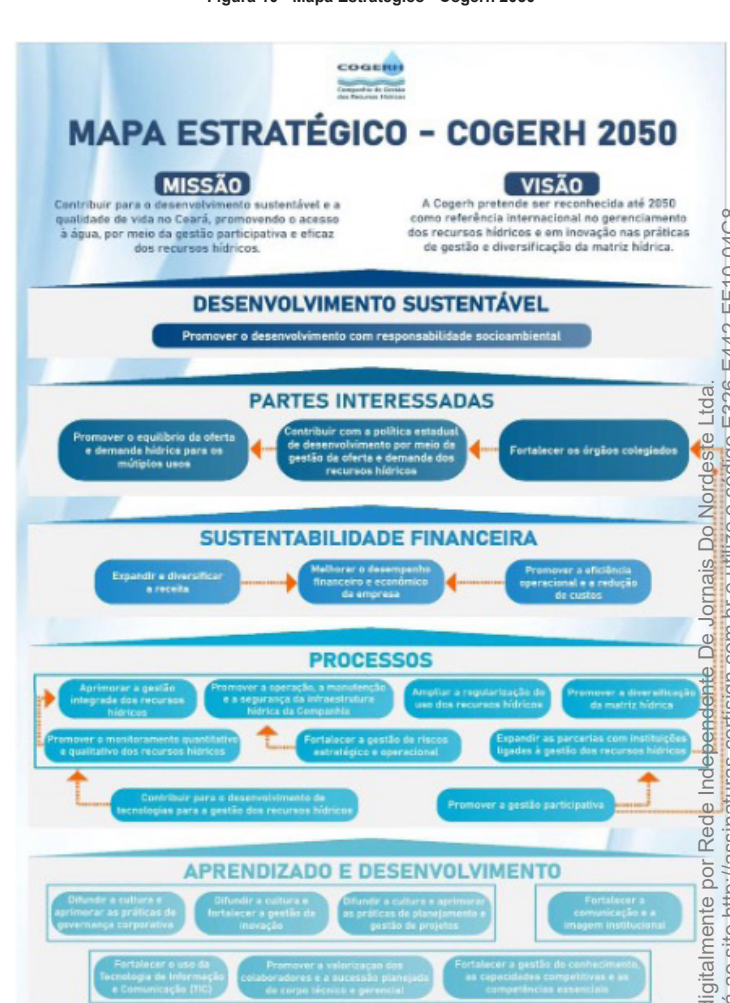 COGERH
Companhia de Gestão
dos Recursos Hídricos
MAPA ESTRATÉGICO - COGERH 2050
MISSÃO
Contribuir para o desenvolvimento sustentável e a
qualidade de vida no Ceará, promovendo o acesso
à água, por meio da gestão participativa e eficaz
dos recursos hídricos.
VISÃO
A Cogerh pretende ser reconhecida até 2050
como referência internacional no gerenciamento
dos recursos hídricos e em inovação nas práticas
de gestão e diversificação da matriz hídrica.
DESENVOLVIMENTO SUSTENTÁVEL
Promover o desenvolvimento com responsabilidade socioambiental
PARTES INTERESSADAS
Promover o equilíbrio da oferta
e demanda hídrica para os
múltiplos usos
Contribuir com a política estadual
de desenvolvimento por meio da
gestão da oferta e demanda dos
recursos hídricos
Fortalecer os órgãos colegiados
SUSTENTABILIDADE FINANCEIRA
Expandir e diversificar
a receita
Melhorar o desempenho
financeiro e econômico
da empresa
Promover a eficiência
operacional e a redução
de custos
PROCESSOS
Aprimorar a gestão
integrada dos recursos
hídricos
Promover a operação, a manutenção
e a segurança da infraestrutura
hídrica da Companhia
Ampliar a regularização do
uso dos recursos hídricos
Promover a diversificação
da matriz hídrica
Promover o monitoramento quantitativo
e qualitativo dos recursos hídricos
Fortalecer a gestão de riscos
estratégico e operacional
Expandir as parcerias com instituições
ligadas à gestão dos recursos hídricos
Contribuir para o desenvolvimento de
tecnologias para a gestão dos recursos hídricos
Promover a gestão participativa
APRENDIZADO E DESENVOLVIMENTO
Difundir a cultura e
aprimorar as práticas de
governança corporativa
Difundir a cultura e
fortalecer a gestão da
inovação
Difundir a cultura e aprimorar
as práticas de planejamento e
gestão de projetos
Fortalecer a
comunicação e a
imagem institucional
Fortalecer o uso da
Tecnologia de Informação
e Comunicação (TIC)
Promover a valorização dos
colaboradores e a sucessão planejada
do corpo técnico e gerencial
Fortalecer a gestão do conhecimento,
as capacidades competitivas e as
competências essenciais
digitalmente por Rede Independente De Jornais Do Nordeste Ltda.